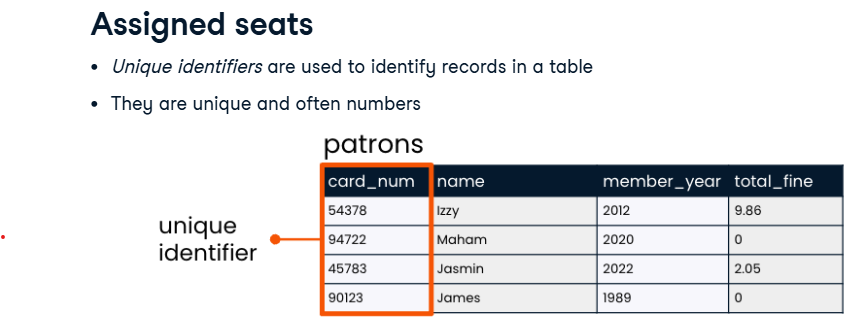 Assigned seats
• Unique identifiers are used to identify records in a table
• They are unique and often numbers
patrons
card_num name member_year total_fine
54378 Izzy 2012 9.86
94722 Maham 2020 0
45783 Jasmin 2022 2.05
90123 James 1989 0
unique
identifier